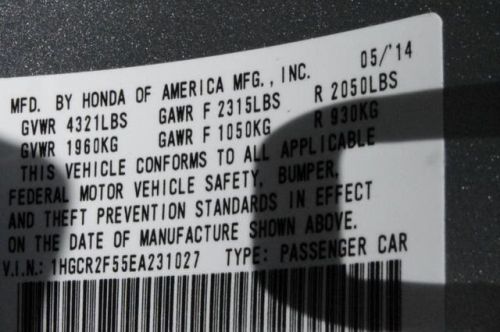 MFD. BY HONDA OF AMERICA MFG., INC. 05/'14
GVWR 4321LBS GAWR F 2315LBS R 2050LBS
GVWR 1960KG GAWR F 1050KG R 930KG
THIS VEHICLE CONFORMS TO ALL APPLICABLE
FEDERAL MOTOR VEHICLE SAFETY, BUMPER,
AND THEFT PREVENTION STANDARDS IN EFFECT
ON THE DATE OF MANUFACTURE SHOWN ABOVE.
V.I.N.: 1HGCR2F55EA231027 TYPE: PASSENGER CAR